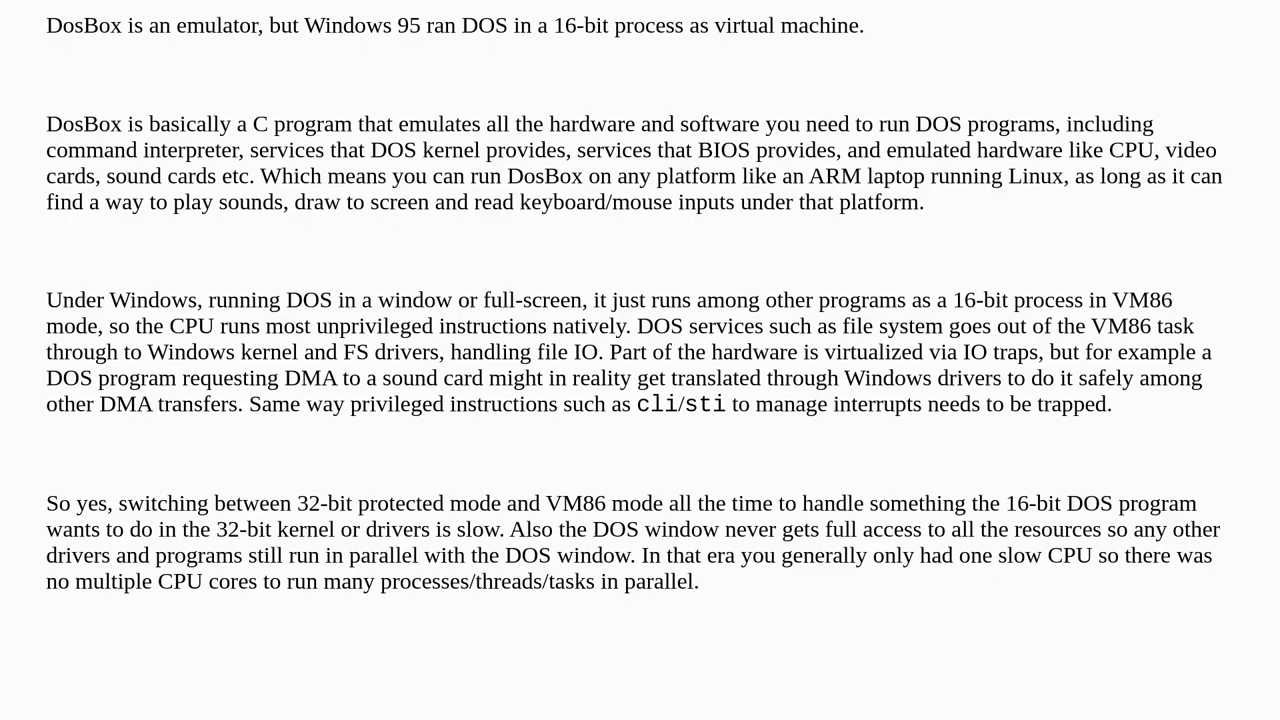 DosBox is an emulator, but Windows 95 ran DOS in a 16-bit process as virtual machine.
DosBox is basically a C program that emulates all the hardware and software you need to run DOS programs, including
command interpreter, services that DOS kernel provides, services that BIOS provides, and emulated hardware like CPU, video
cards, sound cards etc. Which means you can run DosBox on any platform like an ARM laptop running Linux, as long as it can
find a way to play sounds, draw to screen and read keyboard/mouse inputs under that platform.
Under Windows, running DOS in a window or full-screen, it just runs among other programs as a 16-bit process in VM86
mode, so the CPU runs most unprivileged instructions natively. DOS services such as file system goes out of the VM86 task
through to Windows kernel and FS drivers, handling file IO. Part of the hardware is virtualized via IO traps, but for example a
DOS program requesting DMA to a sound card might in reality get translated through Windows drivers to do it safely among
other DMA transfers. Same way privileged instructions such as cli/sti to manage interrupts needs to be trapped.
So yes, switching between 32-bit protected mode and VM86 mode all the time to handle something the 16-bit DOS program
wants to do in the 32-bit kernel or drivers is slow. Also the DOS window never gets full access to all the resources so any other
drivers and programs still run in parallel with the DOS window. In that era you generally only had one slow CPU so there was
no multiple CPU cores to run many processes/threads/tasks in parallel.